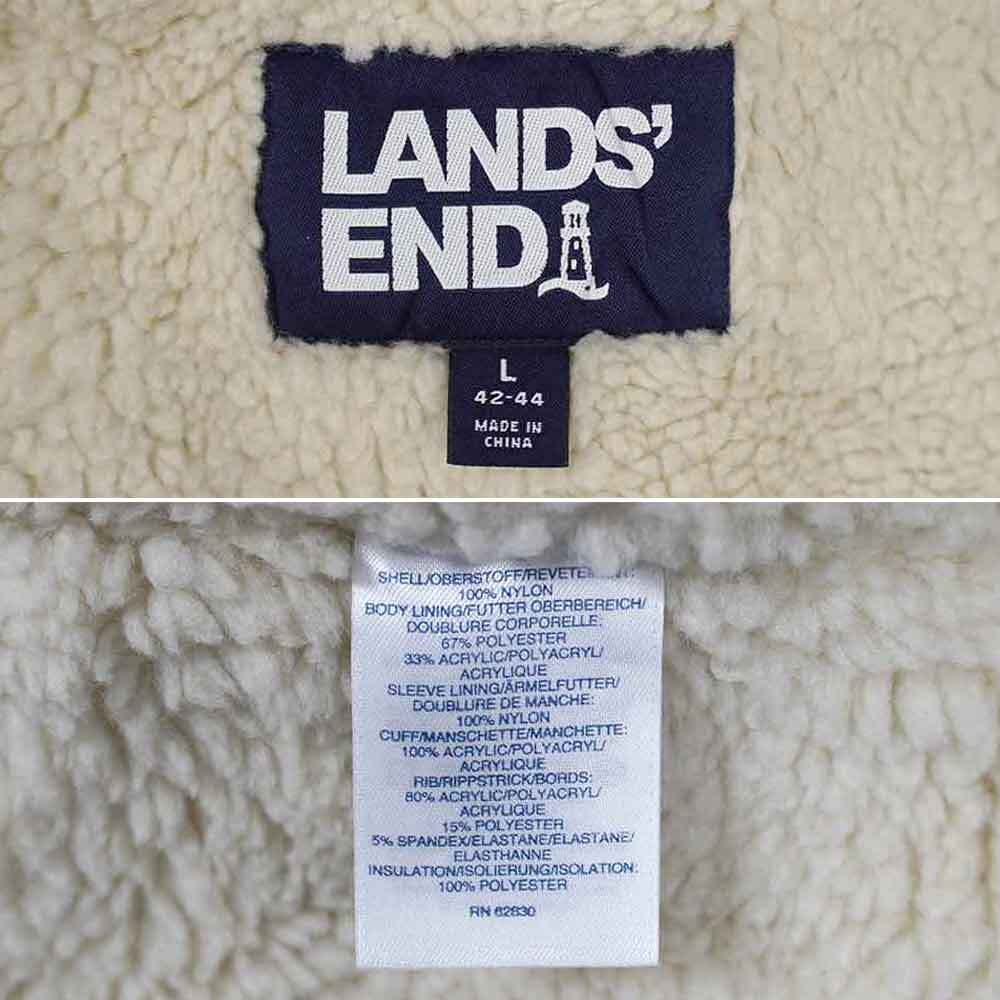 LANDS'
END
L
42-44
MADE IN
CHINA
SHELL/OBERSTOFF/REVETEMENT:
100% NYLON
BODY LINING/FUTTER OBERBEREICH/
DOUBLURE CORPORELLE:
67% POLYESTER
33% ACRYLIC/POLYACRYL/
ACRYLIQUE
SLEEVE LINING/ÄRMELFUTTER/
DOUBLURE DE MANCHE:
100% NYLON
CUFF/MANSCHETTE/MANCHETTE:
100% ACRYLIC/POLYACRYL/
ACRYLIQUE
RIB/RIPPSTRICK/BORDS:
80% ACRYLIC/POLYACRYL/
ACRYLIQUE
15% POLYESTER
5% SPANDEX/ELASTANE/ELASTANE/
ELASTHANNE
INSULATION/ISOLIERUNG/ISOLATION:
100% POLYESTER
RN 62830